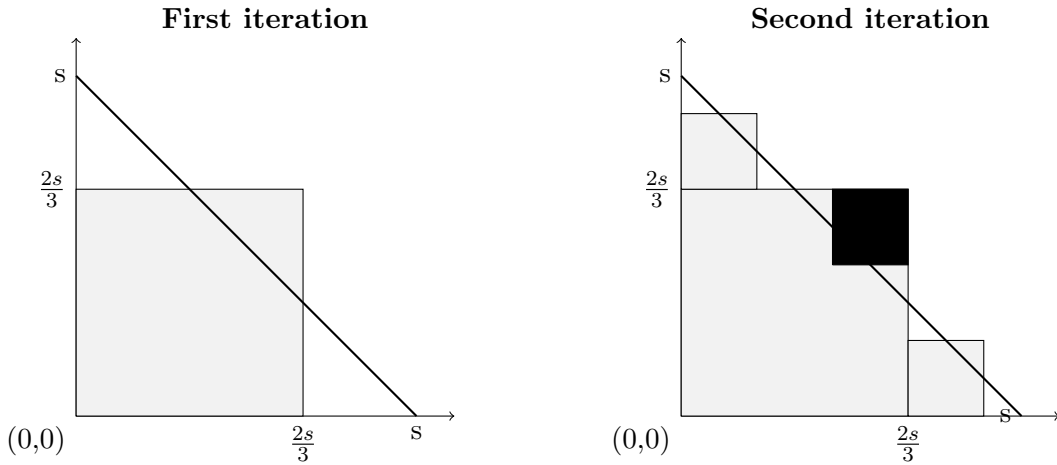 First iteration
s
2s/3
(0,0)
2s/3
s
Second iteration
s
2s/3
(0,0)
2s/3
s